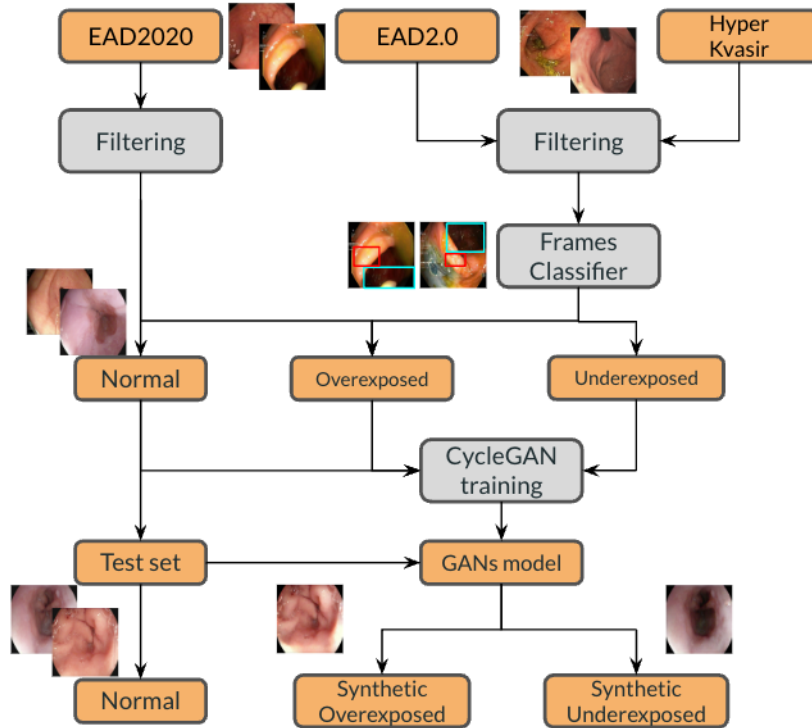 EAD2020
EAD2.0
Hyper
Kvasir
Filtering
Filtering
Frames
Classifier
Normal
Overexposed
Underexposed
CycleGAN
training
Test set
GANs model
Normal
Synthetic
Overexposed
Synthetic
Underexposed